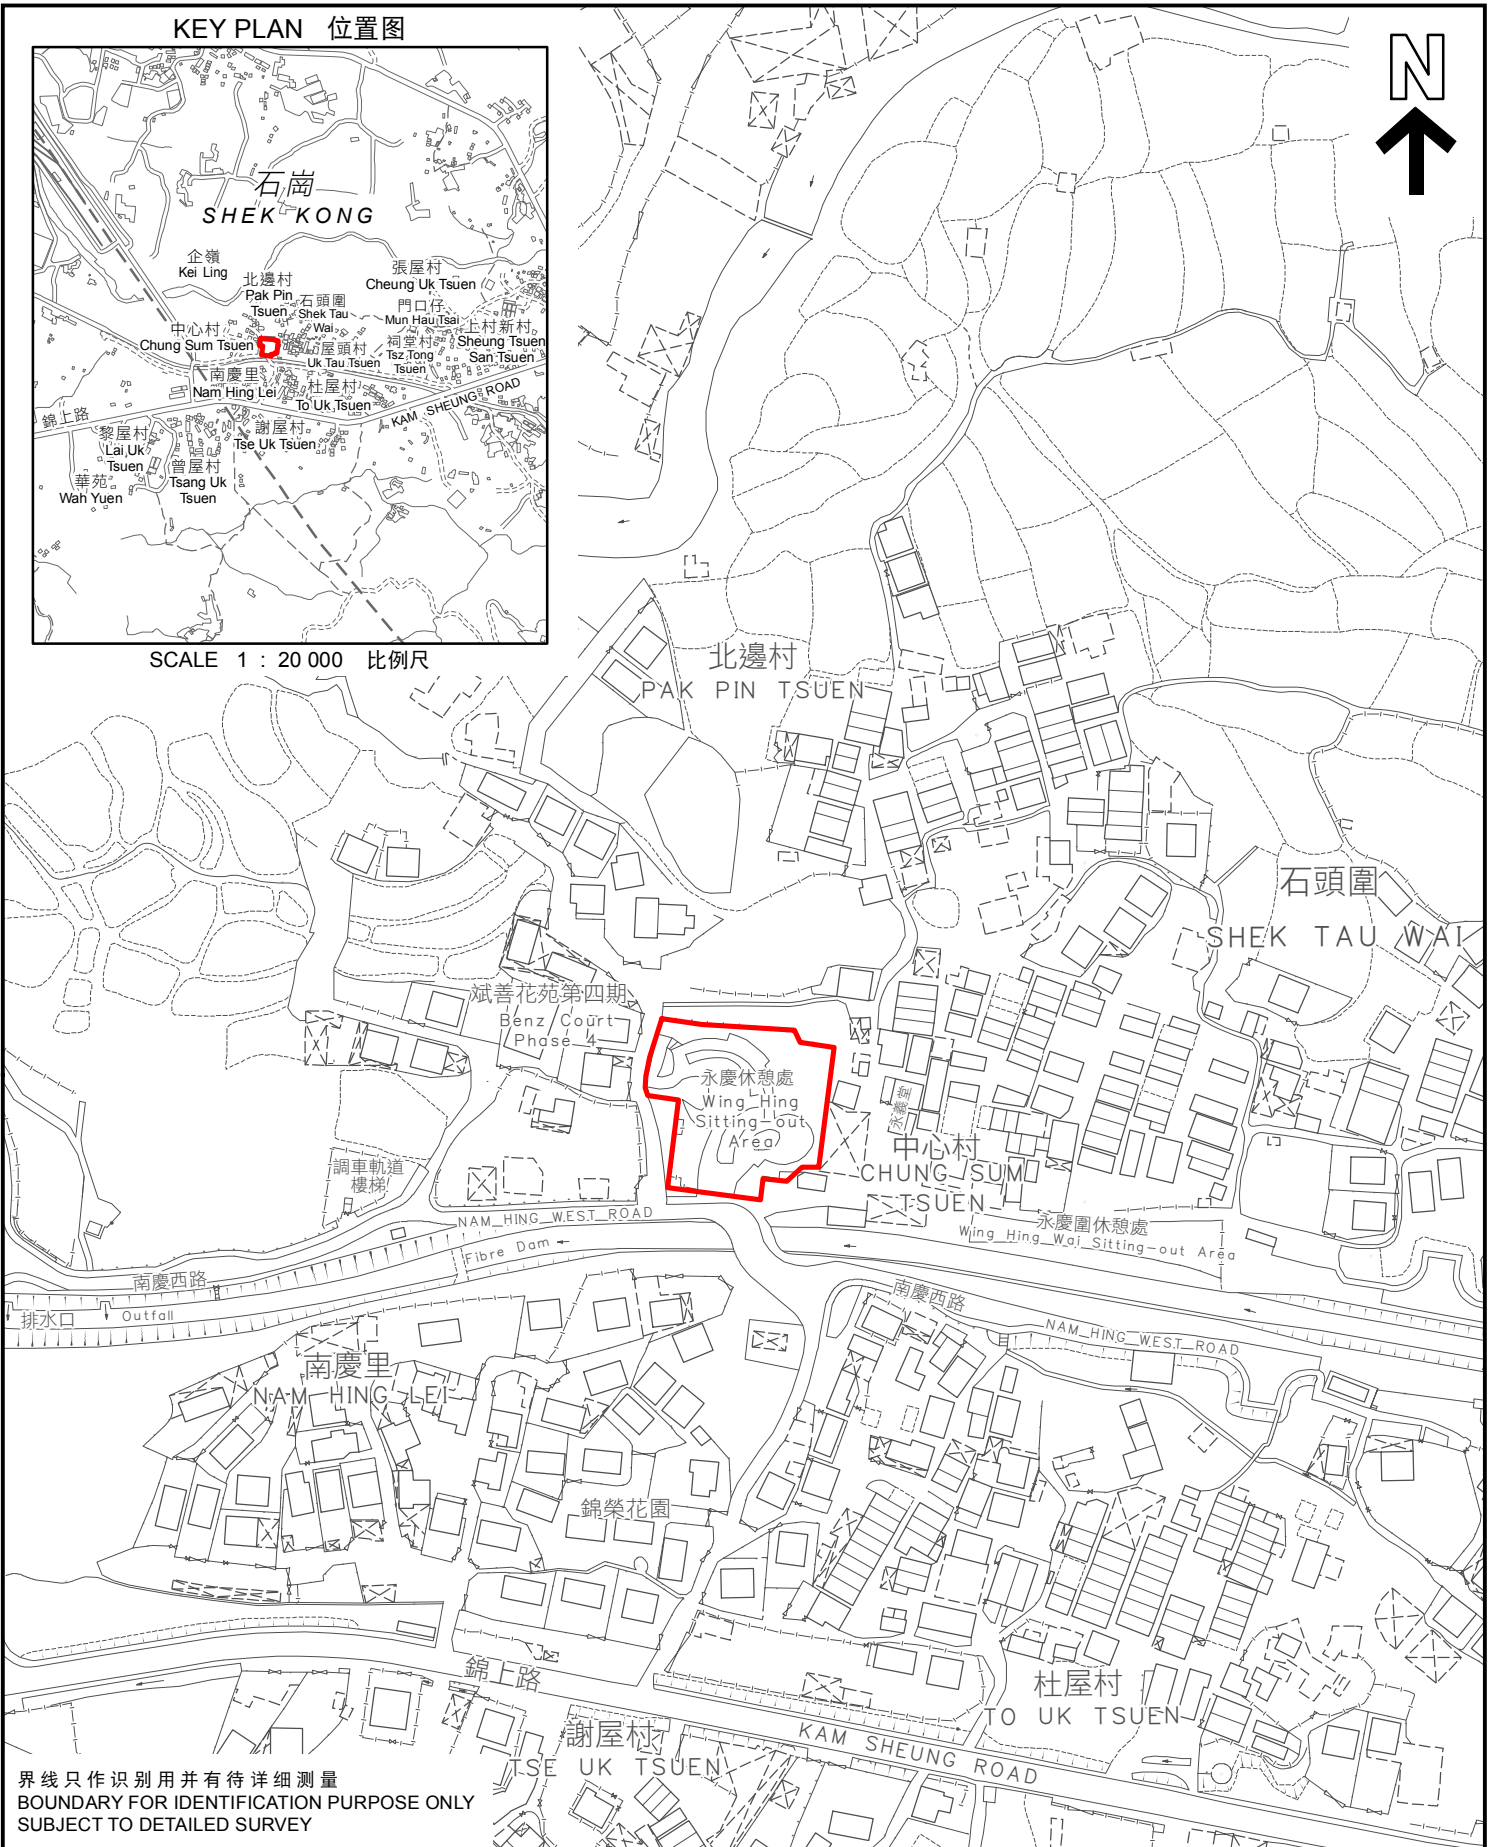 KEY PLAN 位置图
石崗
SHEK KONG
企嶺
Kei Ling
北邊村
Pak Pin
Tsuen
石頭圍
Shek Tau
Wai
張屋村
Cheung Uk Tsuen
門口仔
Mun Hau Tsai
上村新村
Sheung Tsuen
San Tsuen
中心村
Chung Sum Tsuen
屋頭村
Uk Tau Tsuen
祠堂村
Tsz Tong
Tsuen
南慶里
Nam Hing Lei
杜屋村
To Uk Tsuen
KAM SHEUNG ROAD
錦上路
黎屋村
Lai Uk
Tsuen
謝屋村
Tse Uk Tsuen
曾屋村
Tsang Uk
Tsuen
華苑
Wah Yuen
SCALE 1 : 20 000 比例尺
N
北邊村
PAK PIN TSUEN
石頭圍
SHEK TAU WAI
斌善花苑第四期
Benz Court
Phase 4
永慶休憩處
Wing Hing
Sitting-out
Area
永義堂
中心村
CHUNG SUM
TSUEN
調車軌道
樓梯
NAM HING WEST ROAD
永慶圍休憩處
Wing Hing Wai Sitting-out Area
Fibre Dam
南慶西路
排水口
Outfall
南慶西路
NAM HING WEST ROAD
南慶里
NAM HING LEI
錦榮花園
錦上路
KAM SHEUNG ROAD
杜屋村
TO UK TSUEN
謝屋村
TSE UK TSUEN
界线只作识别用并有待详细测量
BOUNDARY FOR IDENTIFICATION PURPOSE ONLY
SUBJECT TO DETAILED SURVEY